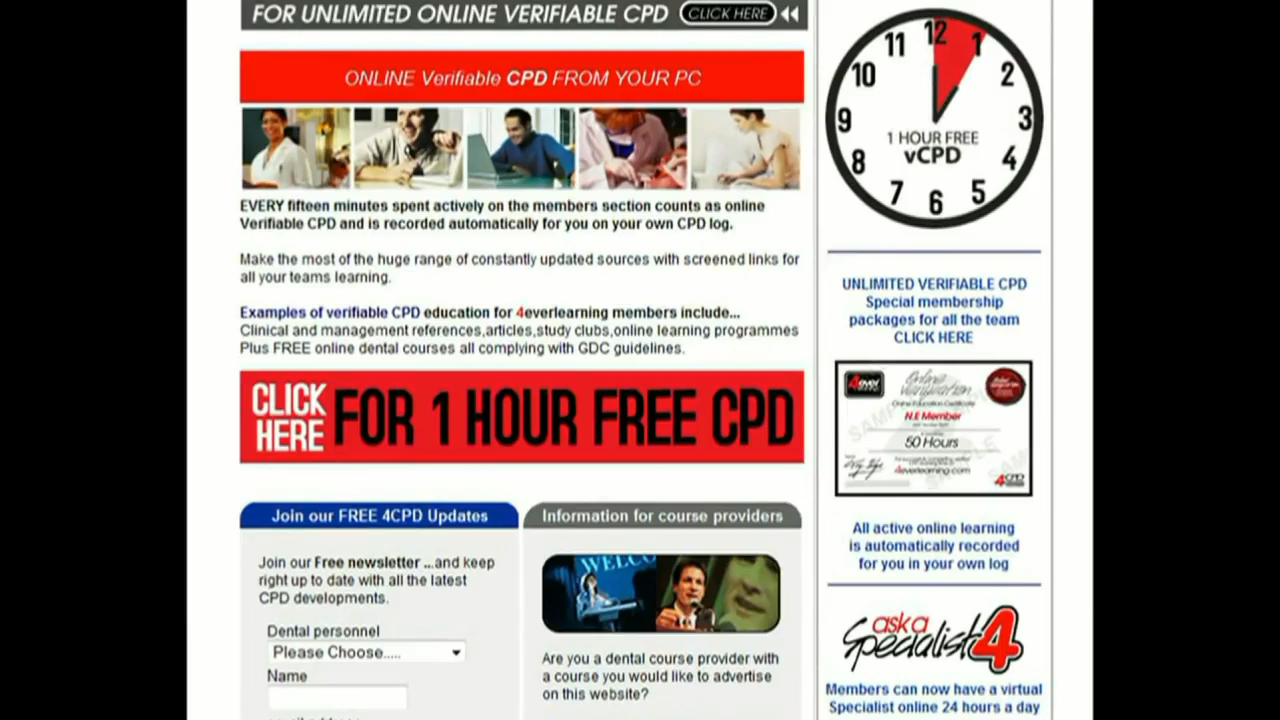 FOR UNLIMITED ONLINE VERIFIABLE CPD CLICK HERE
ONLINE Verifiable CPD FROM YOUR PC
EVERY fifteen minutes spent actively on the members section counts as online
Verifiable CPD and is recorded automatically for you on your own CPD log.
Make the most of the huge range of constantly updated sources with screened links for
all your teams learning.
Examples of verifiable CPD education for 4everlearning members include...
Clinical and management references,articles,study clubs,online learning programmes
Plus FREE online dental courses all complying with GDC guidelines.
CLICK
HERE
FOR 1 HOUR FREE CPD
Join our FREE 4CPD Updates
Join our Free newsletter ...and keep
right up to date with all the latest
CPD developments.
Dental personnel
Please Choose.....
Name
Information for course providers
WELCO
Are you a dental course provider with
a course you would like to advertise
on this website?
12
1
2
3
4
5
6
7
8
9
10
11
1 HOUR FREE
vCPD
UNLIMITED VERIFIABLE CPD
Special membership
packages for all the team
CLICK HERE
4ever
Online
Verification
Online Education Certificate
N.E Member
50 Hours
4everlearning.com
4CPD
All active online learning
is automatically recorded
for you in your own log
ask a
Specialist 4
Members can now have a virtual
Specialist online 24 hours a day